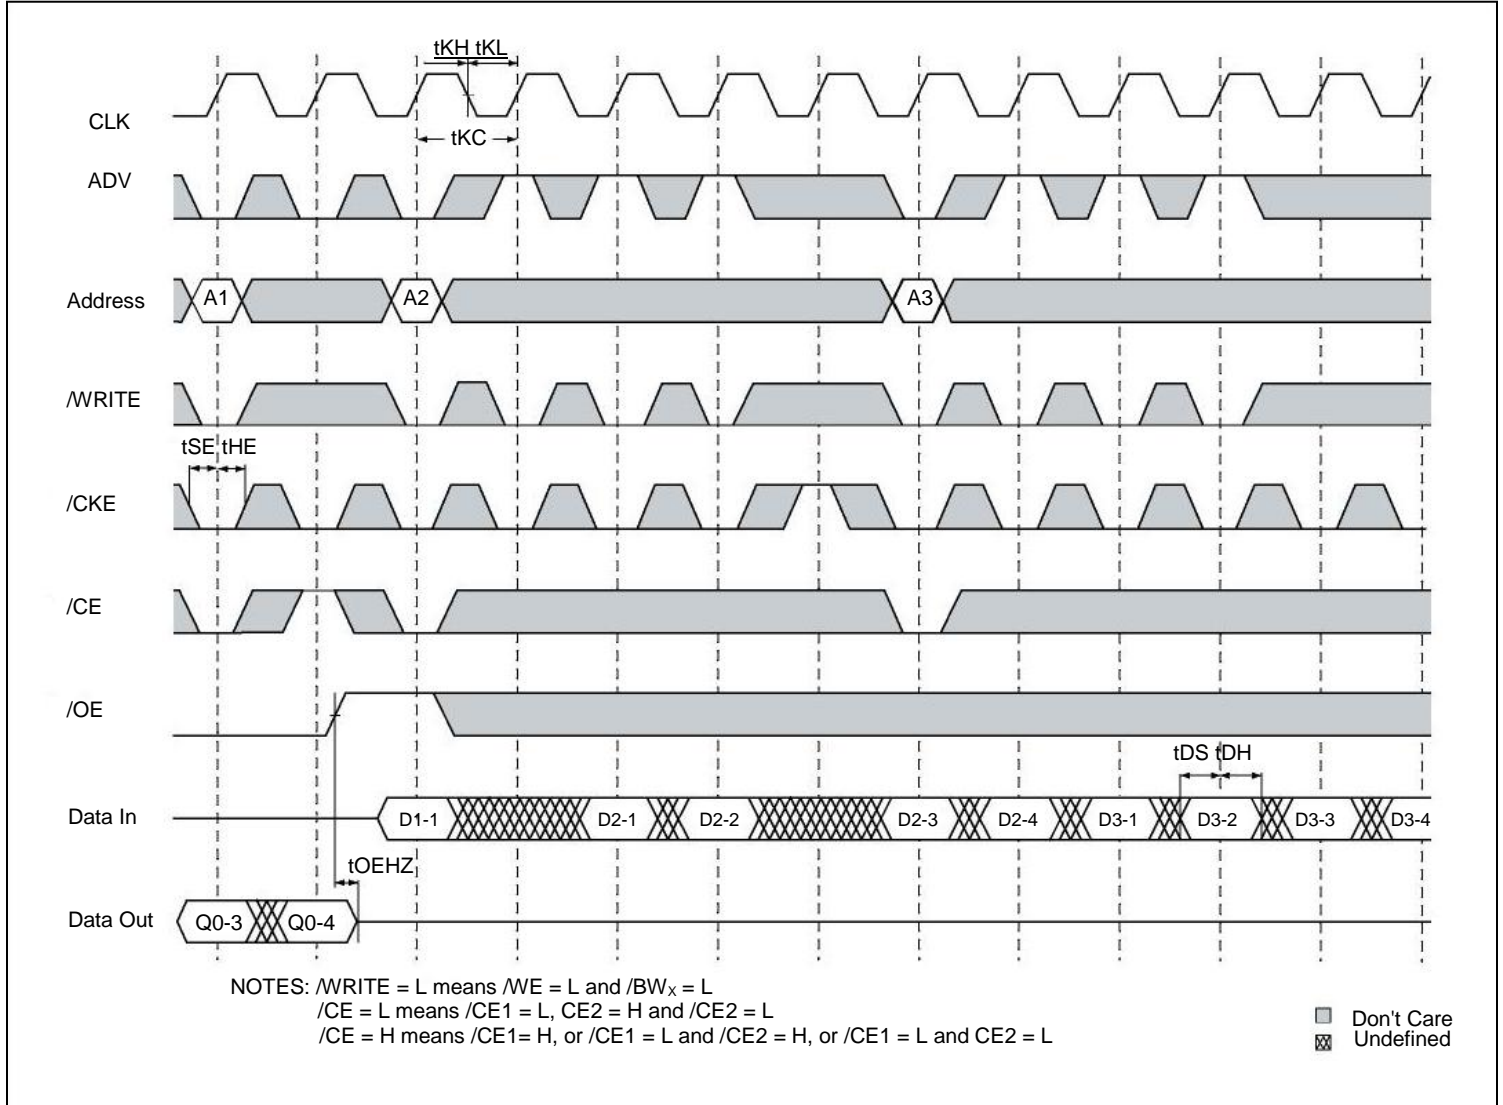 tKH tKL
CLK
tKC
ADV
Address
A1
A2
A3
/WRITE
tSE tHE
/CKE
/CE
/OE
tDS tDH
Data In
D1-1
D2-1
D2-2
D2-3
D2-4
D3-1
D3-2
D3-3
D3-4
tOEHZ
Data Out
Q0-3
Q0-4
NOTES: /WRITE = L means /WE = L and /BWX = L
/CE = L means /CE1 = L, CE2 = H and /CE2 = L
/CE = H means /CE1= H, or /CE1 = L and /CE2 = H, or /CE1 = L and CE2 = L
Don't Care
Undefined